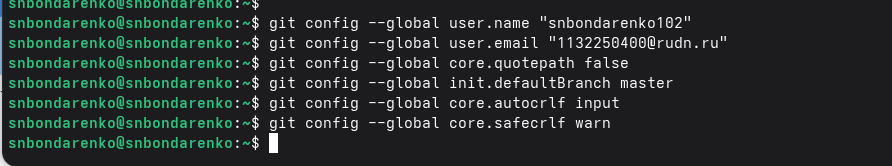 snbondarenko@snbondarenko:~$
snbondarenko@snbondarenko:~$ git config --global user.name "snbondarenko102"
snbondarenko@snbondarenko:~$ git config --global user.email "1132250400@rudn.ru"
snbondarenko@snbondarenko:~$ git config --global core.quotepath false
snbondarenko@snbondarenko:~$ git config --global init.defaultBranch master
snbondarenko@snbondarenko:~$ git config --global core.autocrlf input
snbondarenko@snbondarenko:~$ git config --global core.safecrlf warn
snbondarenko@snbondarenko:~$